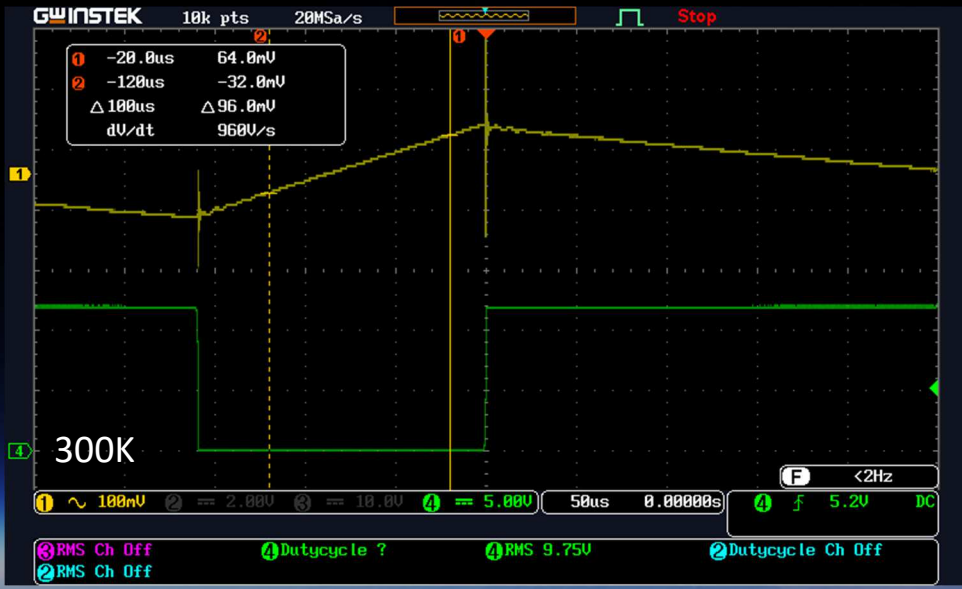 GWINSTEK 10k pts 20MSa/s Stop
2 1
1 -20.0us 64.0mV
2 -120us -32.0mV
△100us △96.0mV
dV/dt 960V/s
1
4 300K
F <2Hz
1 ∿ 100mV 2 ⎓ 2.00V 3 ⎓ 10.0V 4 ⎓ 5.00V 50us 0.00000s 4 5.2V DC
3 RMS Ch Off 4 Dutycycle ? 4 RMS 9.75V 2 Dutycycle Ch Off
2 RMS Ch Off